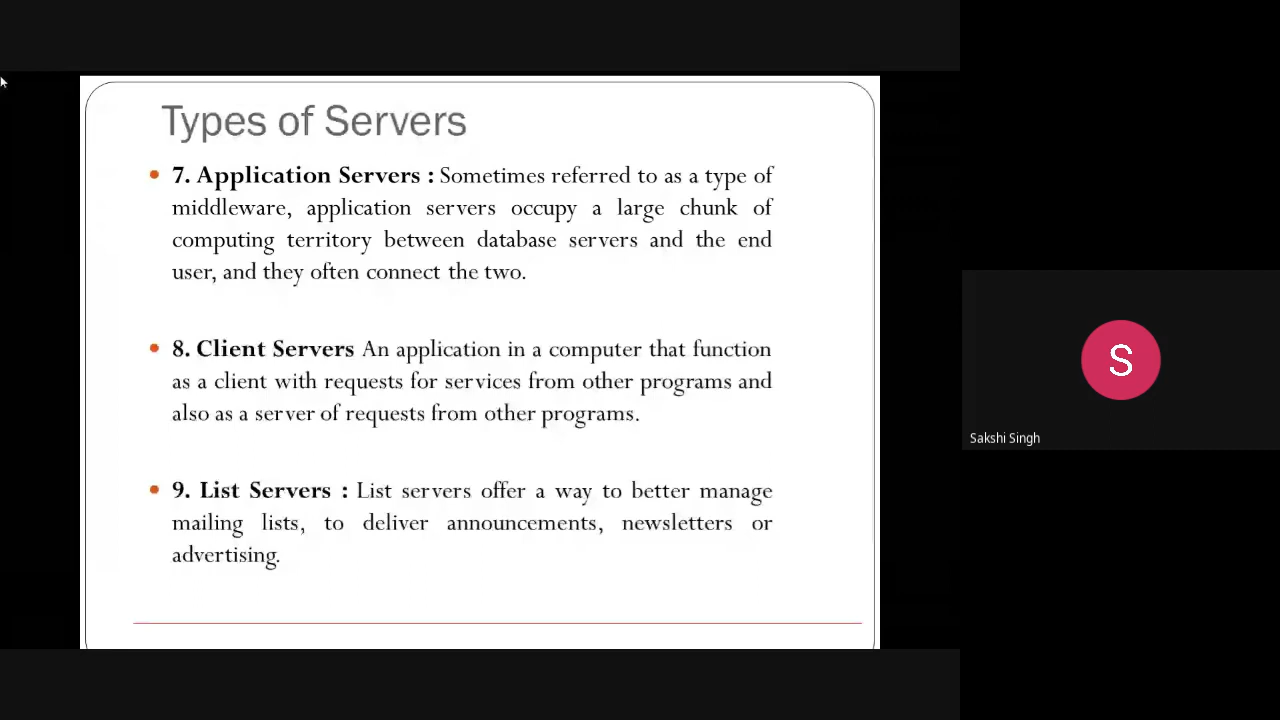 Types of Servers
7. Application Servers : Sometimes referred to as a type of
middleware, application servers occupy a large chunk of
computing territory between database servers and the end
user, and they often connect the two.
8. Client Servers An application in a computer that function
as a client with requests for services from other programs and
also as a server of requests from other programs.
9. List Servers : List servers offer a way to better manage
mailing lists, to deliver announcements, newsletters or
advertising.
S
Sakshi Singh